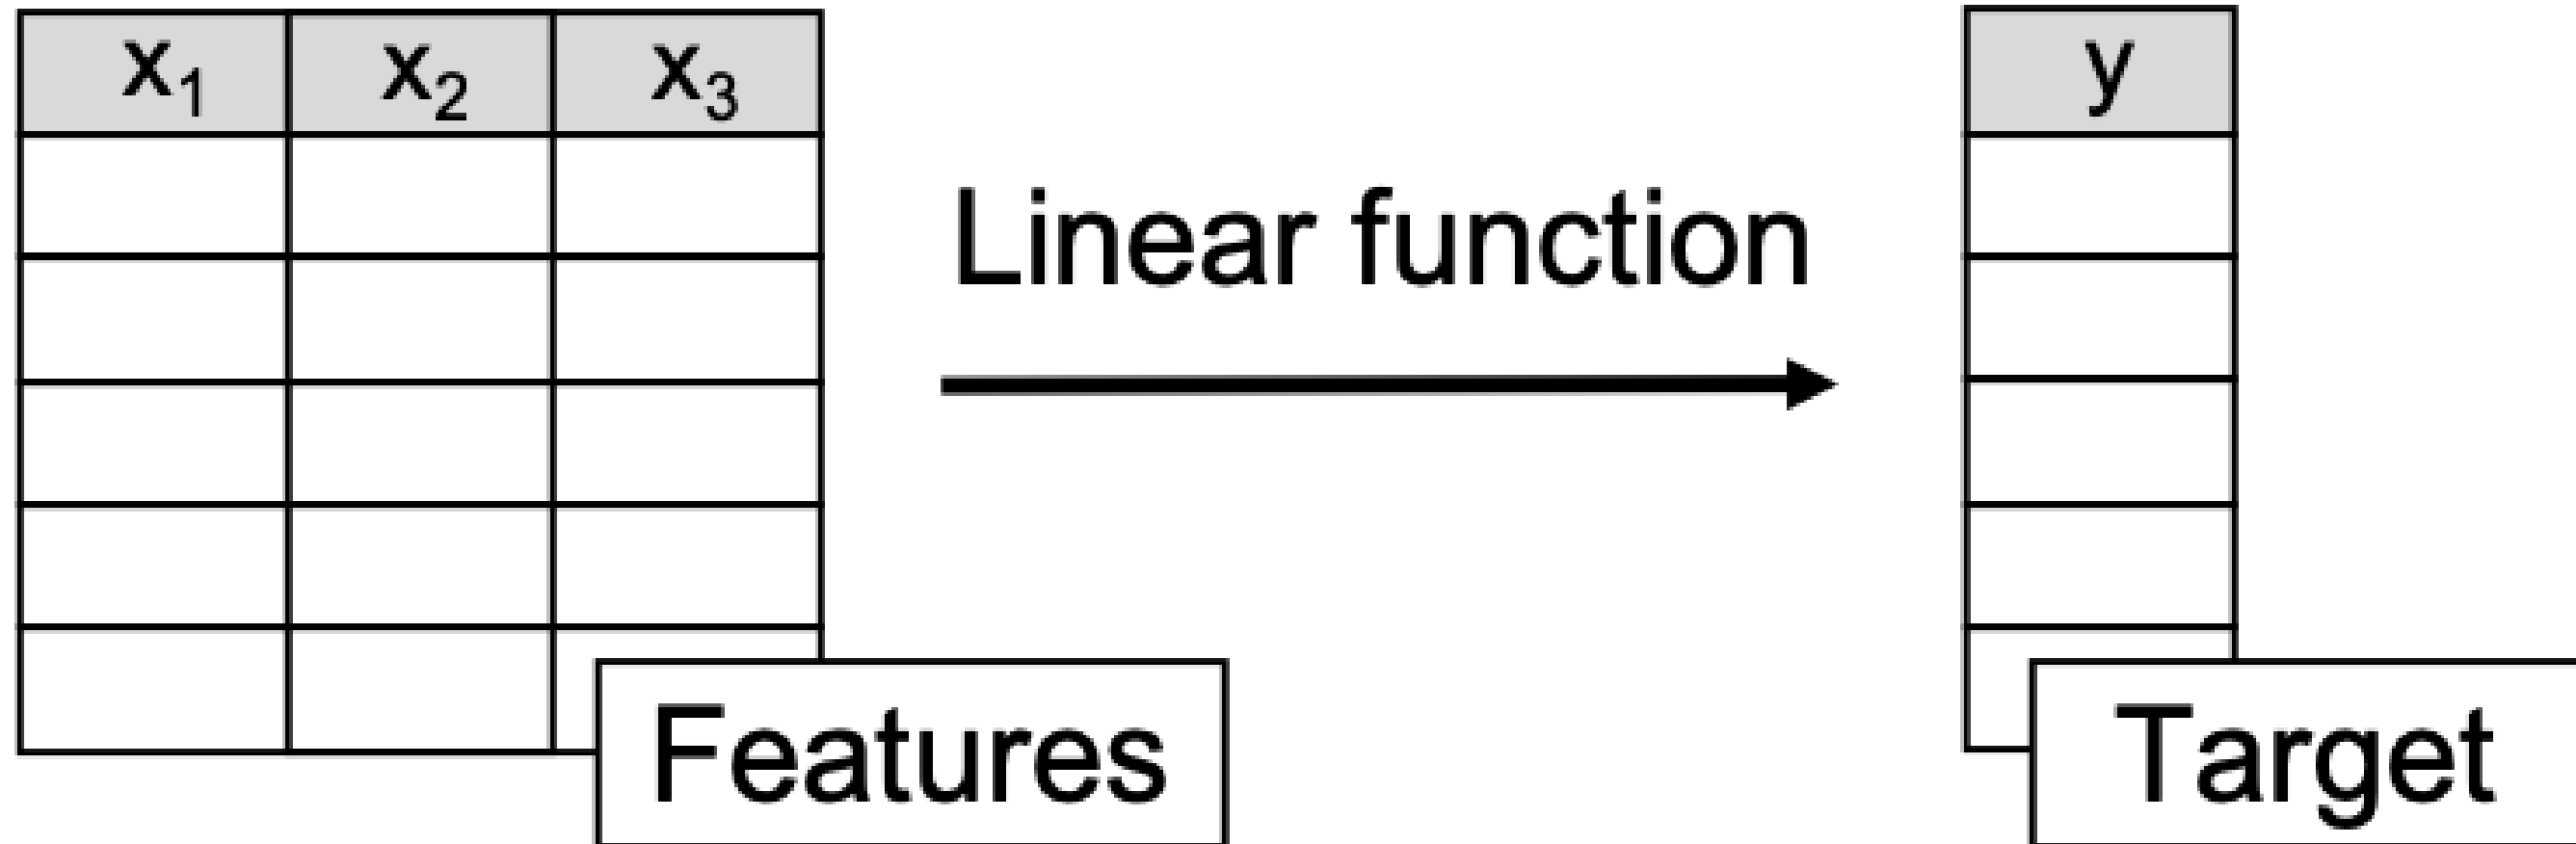 x₁ x₂ x₃
y
Linear function
Features
Target